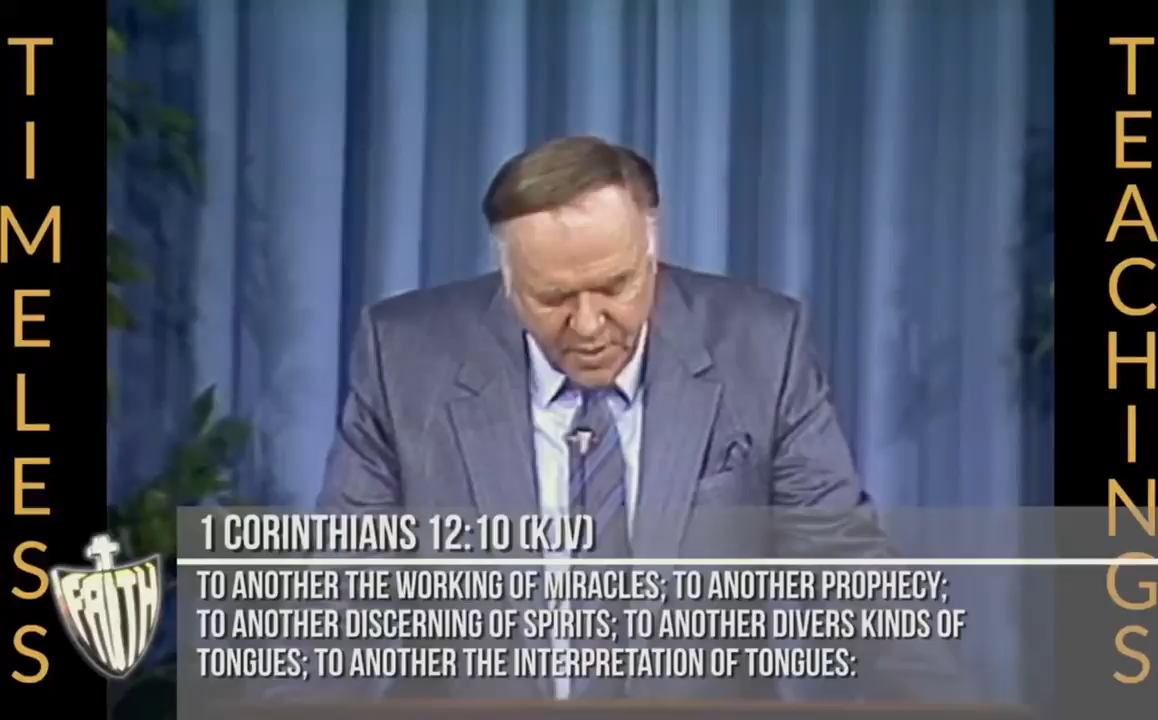 TIMELESS
1 CORINTHIANS 12:10 (KJV)
TO ANOTHER THE WORKING OF MIRACLES; TO ANOTHER PROPHECY;
TO ANOTHER DISCERNING OF SPIRITS; TO ANOTHER DIVERS KINDS OF
TONGUES; TO ANOTHER THE INTERPRETATION OF TONGUES:
FAITH
TEACHINGS